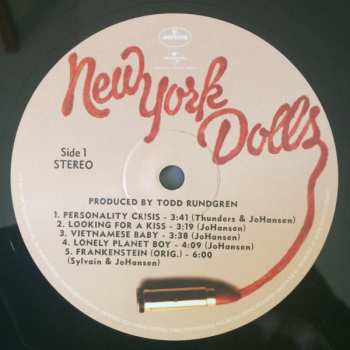 New York
Dolls
Side 1
STEREO
PRODUCED BY TODD RUNDGREN
1. PERSONALITY CRISIS - 3:41 (Thunders & JoHansen)
2. LOOKING FOR A KISS - 3:19 (JoHansen)
3. VIETNAMESE BABY - 3:38 (JoHansen)
4. LONELY PLANET BOY - 4:09 (JoHansen)
5. FRANKENSTEIN (ORIG.) - 6:00
(Sylvain & JoHansen)